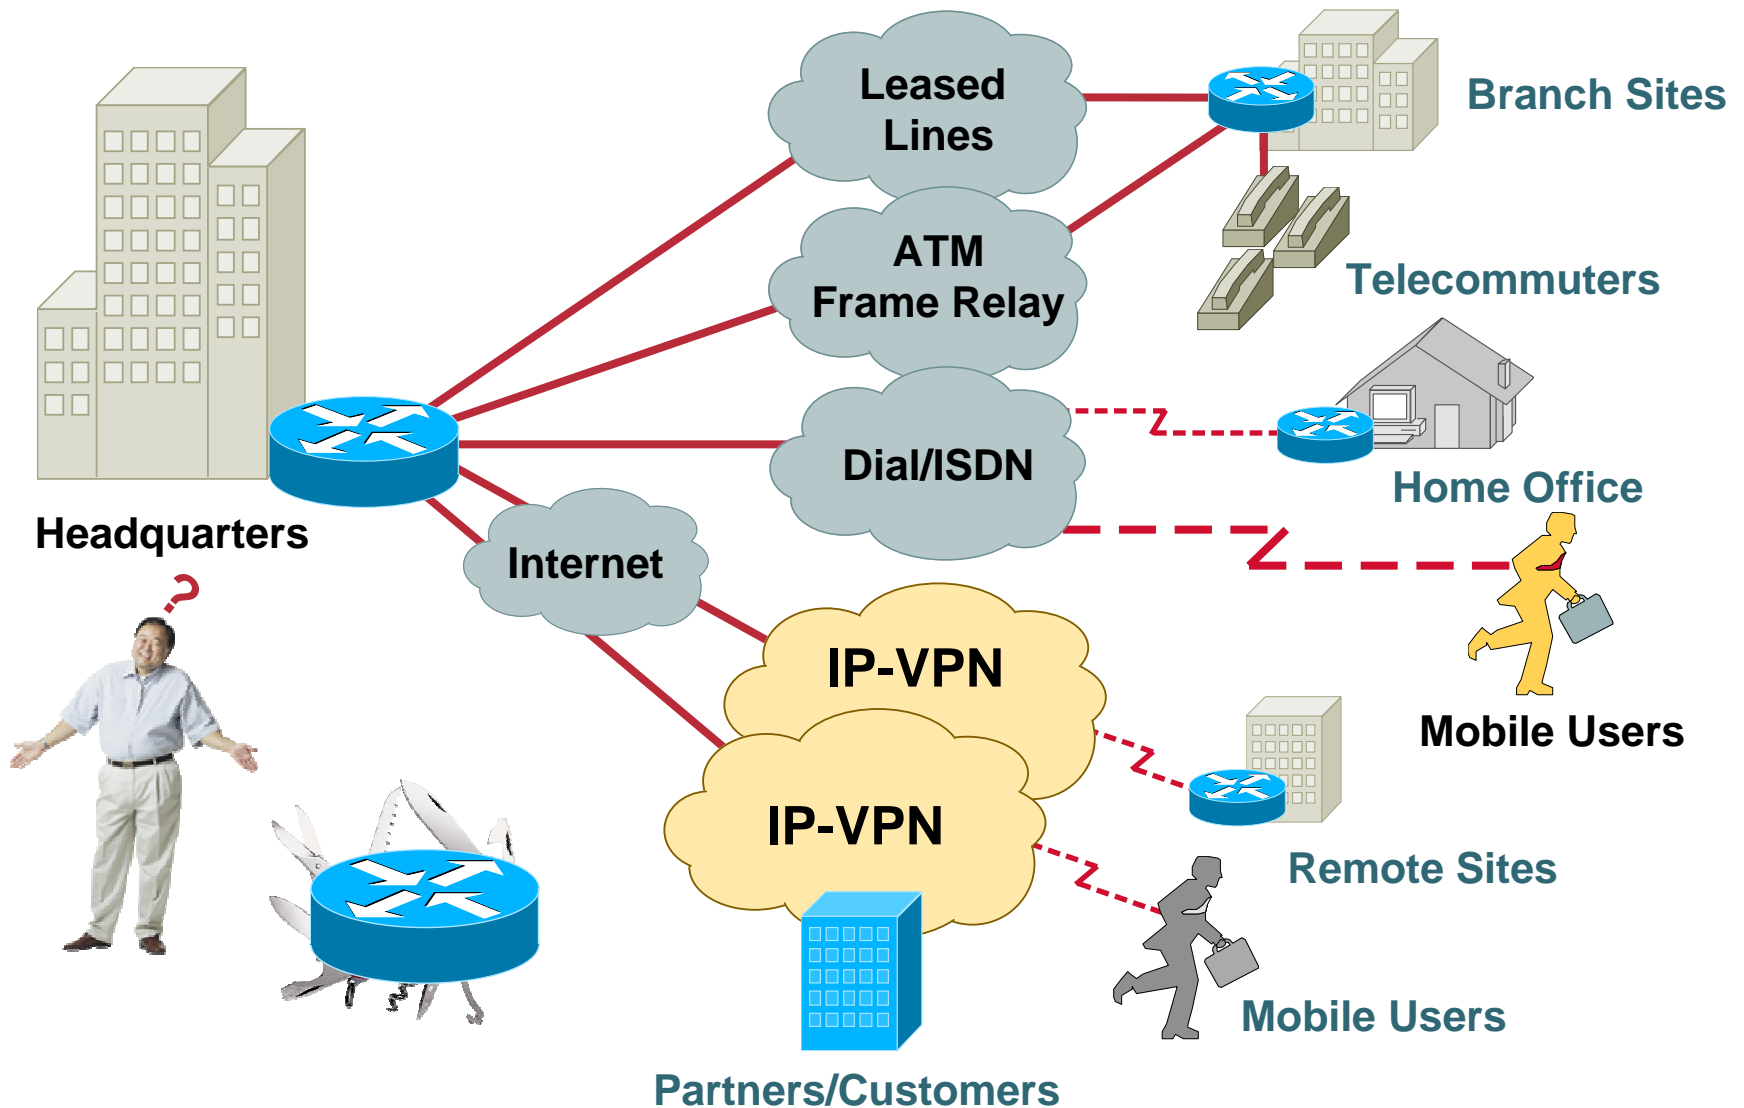 Leased
Lines
Branch Sites
ATM
Frame Relay
Telecommuters
Dial/ISDN
Home Office
Headquarters
?
Internet
IP-VPN
Mobile Users
IP-VPN
Remote Sites
Mobile Users
Partners/Customers